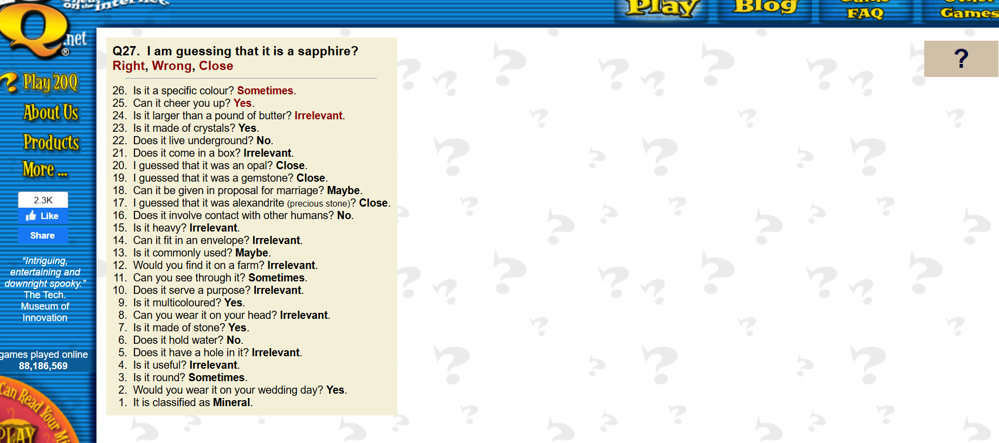 on the internet.
Q
.net
®
Play
Blog
Game
FAQ
Other
Games
?
Play 20Q
About Us
Products
More ...
2.3K
Like
Share
“Intriguing,
entertaining and
downright spooky.”
The Tech.
Museum of
Innovation
games played online
88,186,569
Can Read Your Mi
PLAY
Q27. I am guessing that it is a sapphire?
Right, Wrong, Close
26. Is it a specific colour? Sometimes.
25. Can it cheer you up? Yes.
24. Is it larger than a pound of butter? Irrelevant.
23. Is it made of crystals? Yes.
22. Does it live underground? No.
21. Does it come in a box? Irrelevant.
20. I guessed that it was an opal? Close.
19. I guessed that it was a gemstone? Close.
18. Can it be given in proposal for marriage? Maybe.
17. I guessed that it was alexandrite (precious stone)? Close.
16. Does it involve contact with other humans? No.
15. Is it heavy? Irrelevant.
14. Can it fit in an envelope? Irrelevant.
13. Is it commonly used? Maybe.
12. Would you find it on a farm? Irrelevant.
11. Can you see through it? Sometimes.
10. Does it serve a purpose? Irrelevant.
9. Is it multicoloured? Yes.
8. Can you wear it on your head? Irrelevant.
7. Is it made of stone? Yes.
6. Does it hold water? No.
5. Does it have a hole in it? Irrelevant.
4. Is it useful? Irrelevant.
3. Is it round? Sometimes.
2. Would you wear it on your wedding day? Yes.
1. It is classified as Mineral.